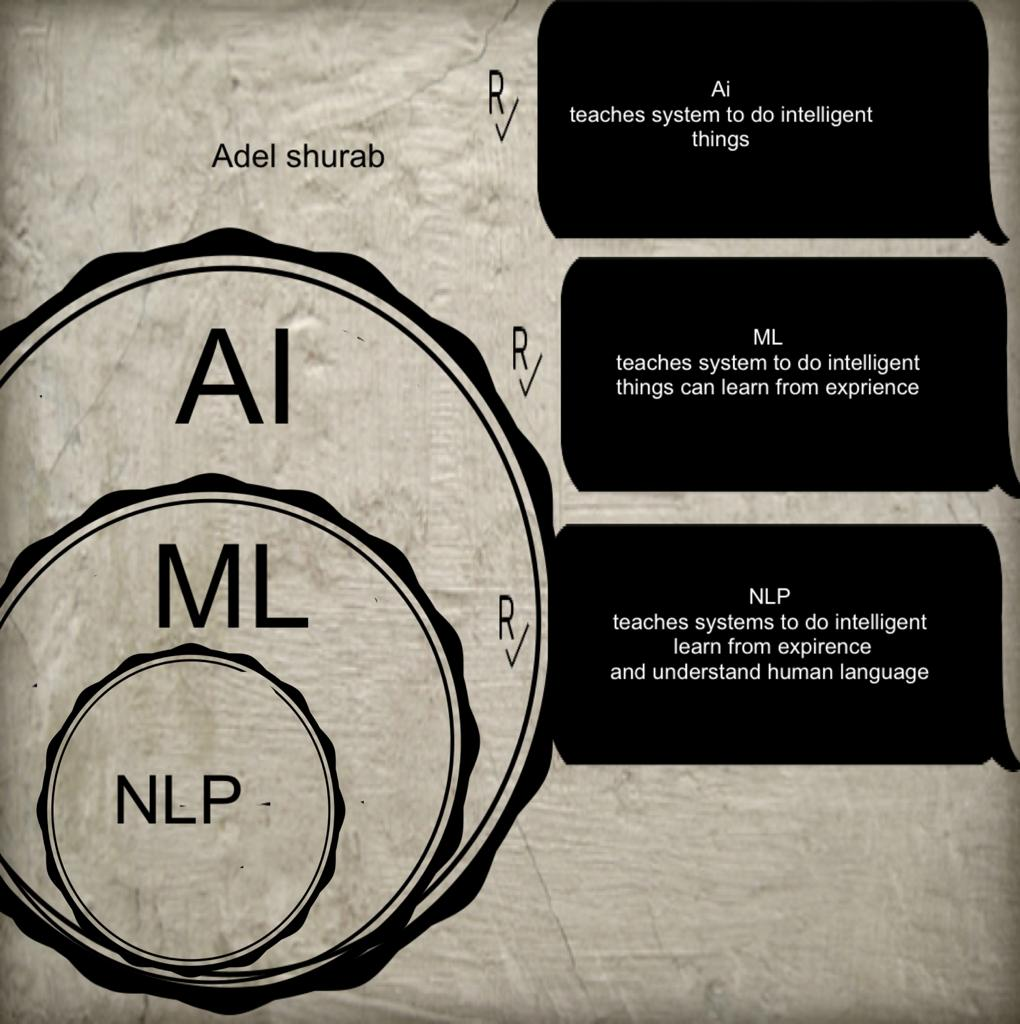 R
Ai
teaches system to do intelligent
things
Adel shurab
R
ML
teaches system to do intelligent
things can learn from exprience
AI
ML
R
NLP
teaches systems to do intelligent
learn from expirence
and understand human language
NLP